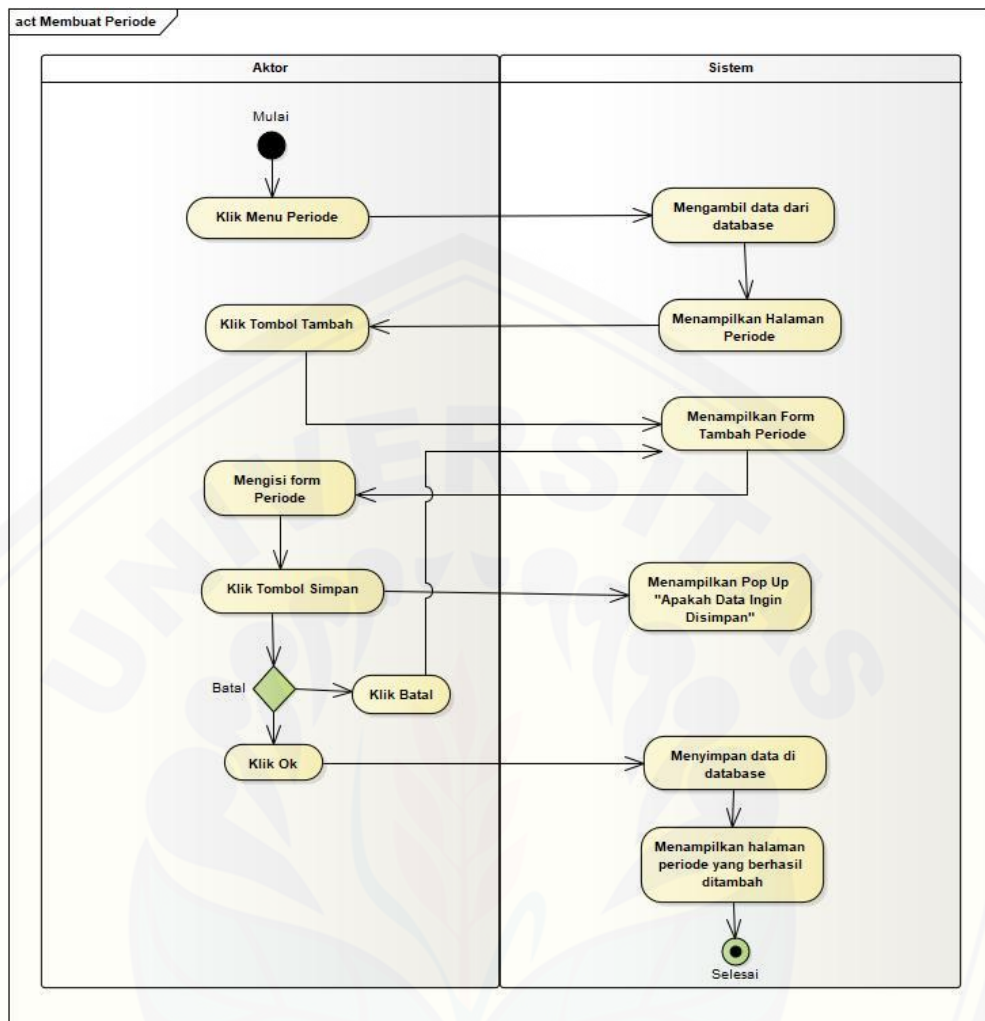 act Membuat Periode
Aktor
Sistem
Mulai
Klik Menu Periode
Mengambil data dari
database
Klik Tombol Tambah
Menampilkan Halaman
Periode
Menampilkan Form
Tambah Periode
Mengisi form
Periode
Klik Tombol Simpan
Menampilkan Pop Up
"Apakah Data Ingin
Disimpan"
Batal
Klik Batal
Klik Ok
Menyimpan data di
database
Menampilkan halaman
periode yang berhasil
ditambah
Selesai
UNIVERSITAS